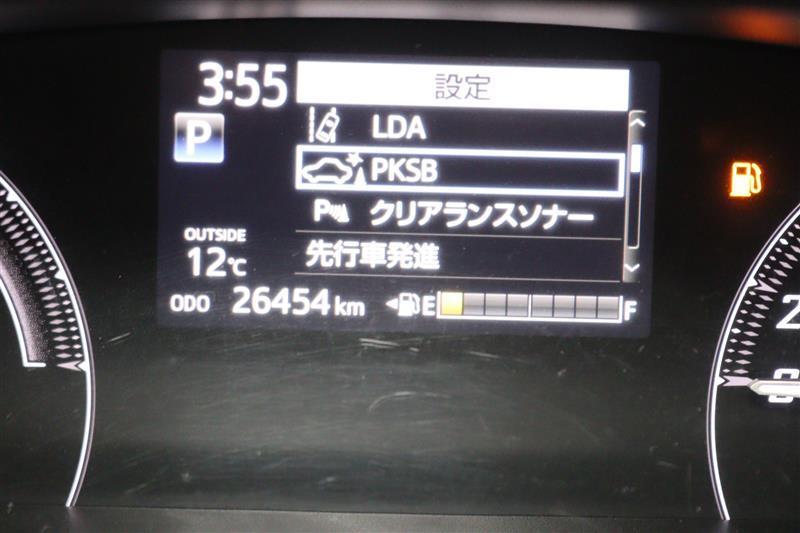 3:55
設定
LDA
P
PKSB
P クリアランスソナー
OUTSIDE
先行車発進
12℃
ODO 26454 km
E F
2